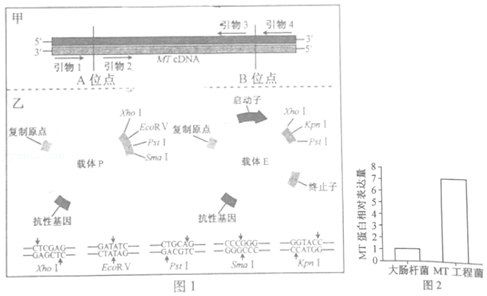 甲
引物 3 引物 4
5′ 3′
3′ 5′
引物 1 引物 2 MT cDNA
A 位点 B 位点
乙
启动子
Xho I
EcoR V
Pst I
Sma I
复制原点
载体 P
抗性基因
Xho I
Kpn I
Pst I
复制原点
载体 E
终止子
抗性基因
CTCGAG GATATC CTGCAG CCCGGG GGTACC
GAGCTC CTATAG GACGTC GGGCCC CCATGG
Xho I EcoR V Pst I Sma I Kpn I
图 1
MT 蛋白相对表达量
8
7
6
5
4
3
2
1
0
大肠杆菌 MT 工程菌
图 2